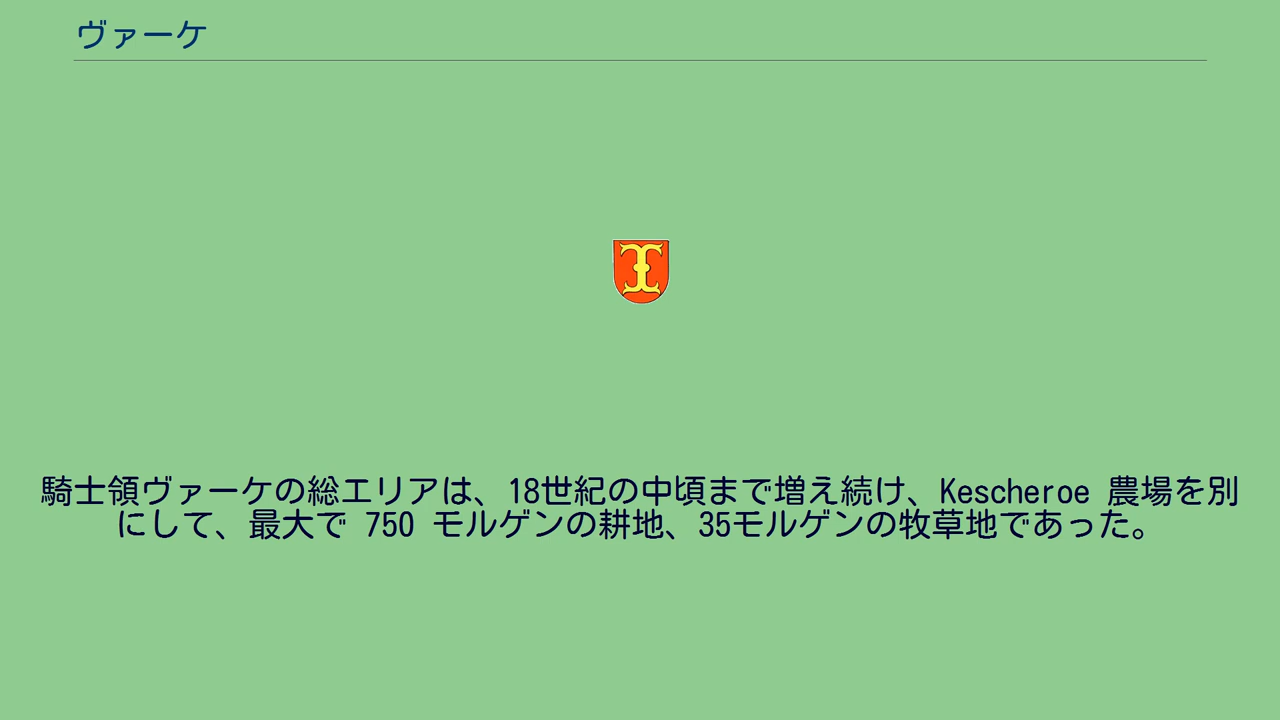 ヴァーケ
騎士領ヴァーケの総エリアは、18世紀の中頃まで増え続け、Kescheroe 農場を別
にして、最大で 750 モルゲンの耕地、35モルゲンの牧草地であった。